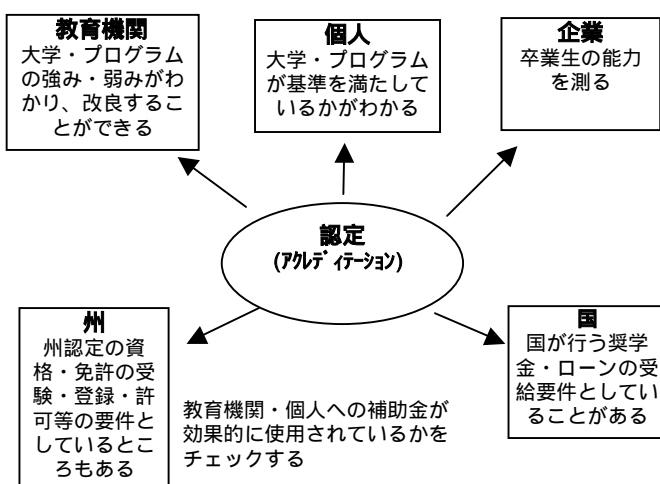 教育機関
大学・プログラム
の強み・弱みがわ
かり、改良するこ
とができる
個人
大学・プログラム
が基準を満たして
いるかがわかる
企業
卒業生の能力
を測る
認定
(ｱｸﾚﾃﾞｨﾃｰｼｮﾝ)
州
州認定の資
格・免許の受
験・登録・許
可等の要件と
しているとこ
ろもある
教育機関・個人への補助金が
効果的に使用されているかを
チェックする
国
国が行う奨学
金・ローンの受
給要件としてい
ることがある